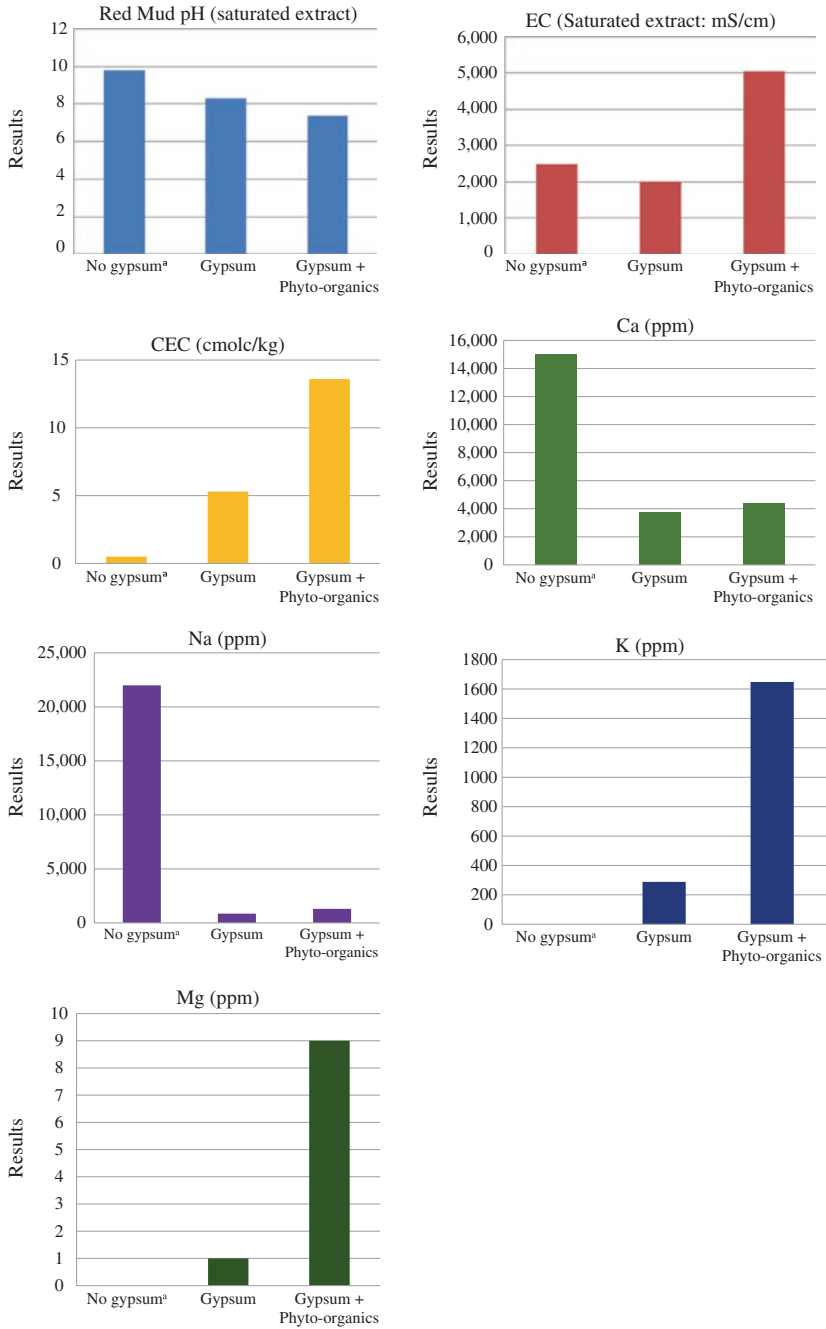 Red Mud pH (saturated extract)
Results
12
10
8
6
4
2
0
No gypsumª
Gypsum
Gypsum +
Phyto-organics
EC (Saturated extract: mS/cm)
Results
6,000
5,000
4,000
3,000
2,000
1,000
0
No gypsumª
Gypsum
Gypsum +
Phyto-organics
CEC (cmolc/kg)
Results
15
10
5
0
No gypsumª
Gypsum
Gypsum +
Phyto-organics
Ca (ppm)
Results
16,000
14,000
12,000
10,000
8,000
6,000
4,000
2,000
0
No gypsumª
Gypsum
Gypsum +
Phyto-organics
Na (ppm)
Results
25,000
20,000
15,000
10,000
5,000
0
No gypsumª
Gypsum
Gypsum +
Phyto-organics
K (ppm)
Results
1800
1600
1400
1200
1000
800
600
400
200
0
No gypsumª
Gypsum
Gypsum +
Phyto-organics
Mg (ppm)
Results
10
9
8
7
6
5
4
3
2
1
0
No gypsumª
Gypsum
Gypsum +
Phyto-organics